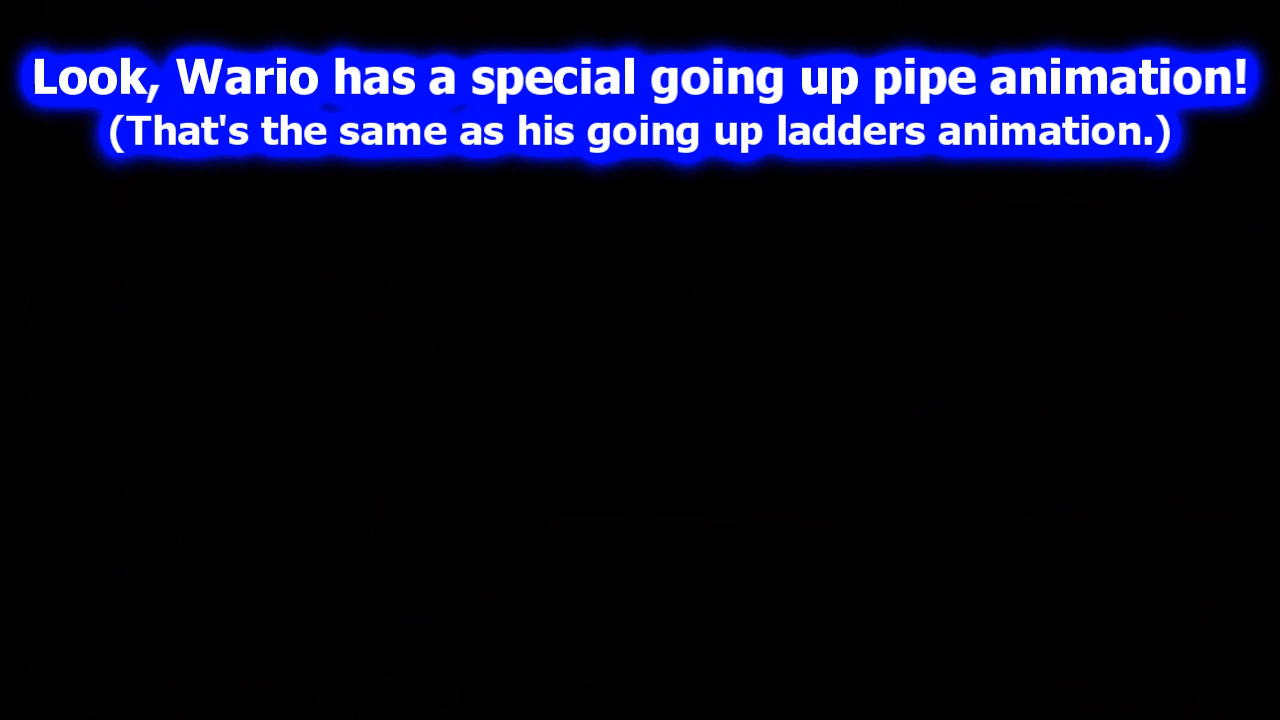 Look, Wario has a special going up pipe animation!
(That's the same as his going up ladders animation.)